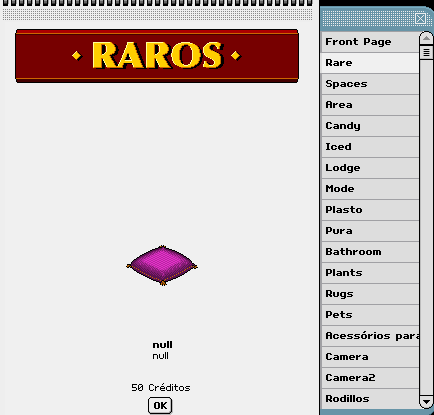 · RAROS ·
null
null
50 Créditos
OK
Front Page
Rare
Spaces
Area
Candy
Iced
Lodge
Mode
Plasto
Pura
Bathroom
Plants
Rugs
Pets
Acessórios para
Camera
Camera2
Rodillos